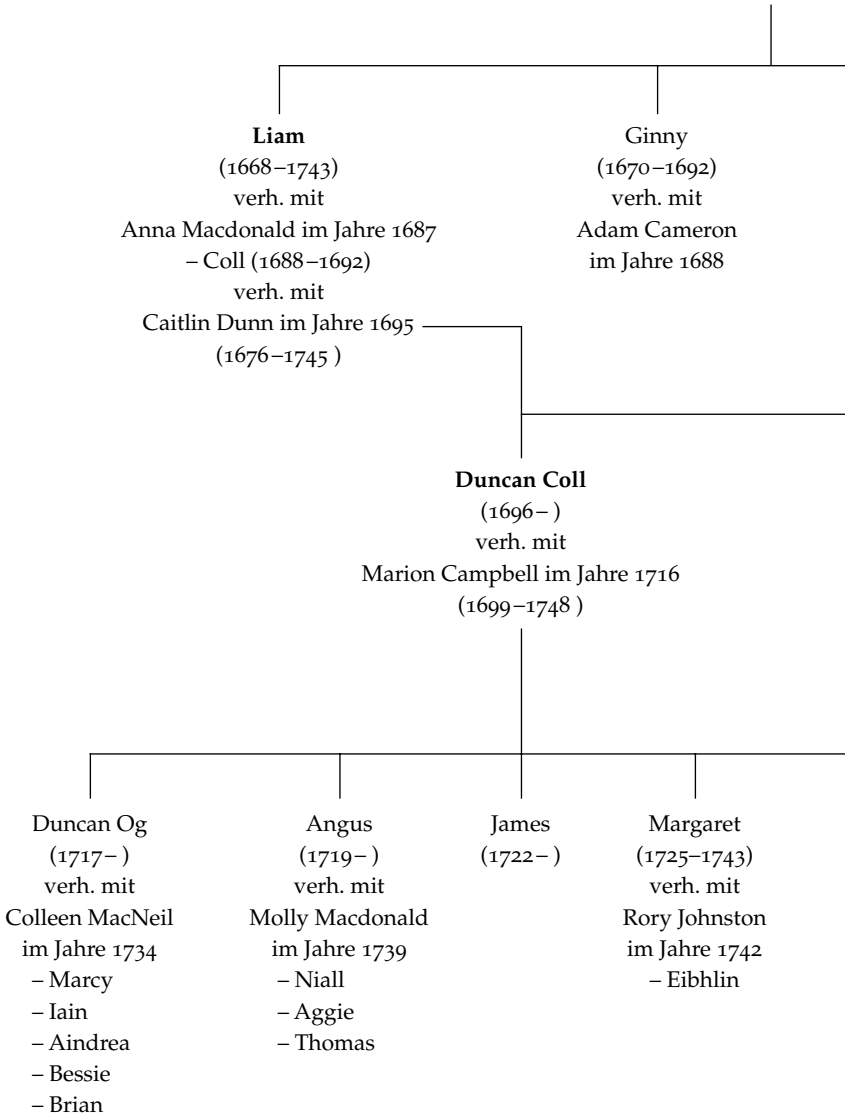 Liam
(1668–1743)
verh. mit
Anna Macdonald im Jahre 1687
– Coll (1688–1692)
verh. mit
Caitlin Dunn im Jahre 1695
(1676–1745 )
Ginny
(1670–1692)
verh. mit
Adam Cameron
im Jahre 1688
Duncan Coll
(1696– )
verh. mit
Marion Campbell im Jahre 1716
(1699–1748 )
Duncan Og
(1717– )
verh. mit
Colleen MacNeil
im Jahre 1734
– Marcy
– Iain
– Aindrea
– Bessie
– Brian
Angus
(1719– )
verh. mit
Molly Macdonald
im Jahre 1739
– Niall
– Aggie
– Thomas
James
(1722– )
Margaret
(1725–1743)
verh. mit
Rory Johnston
im Jahre 1742
– Eibhlin